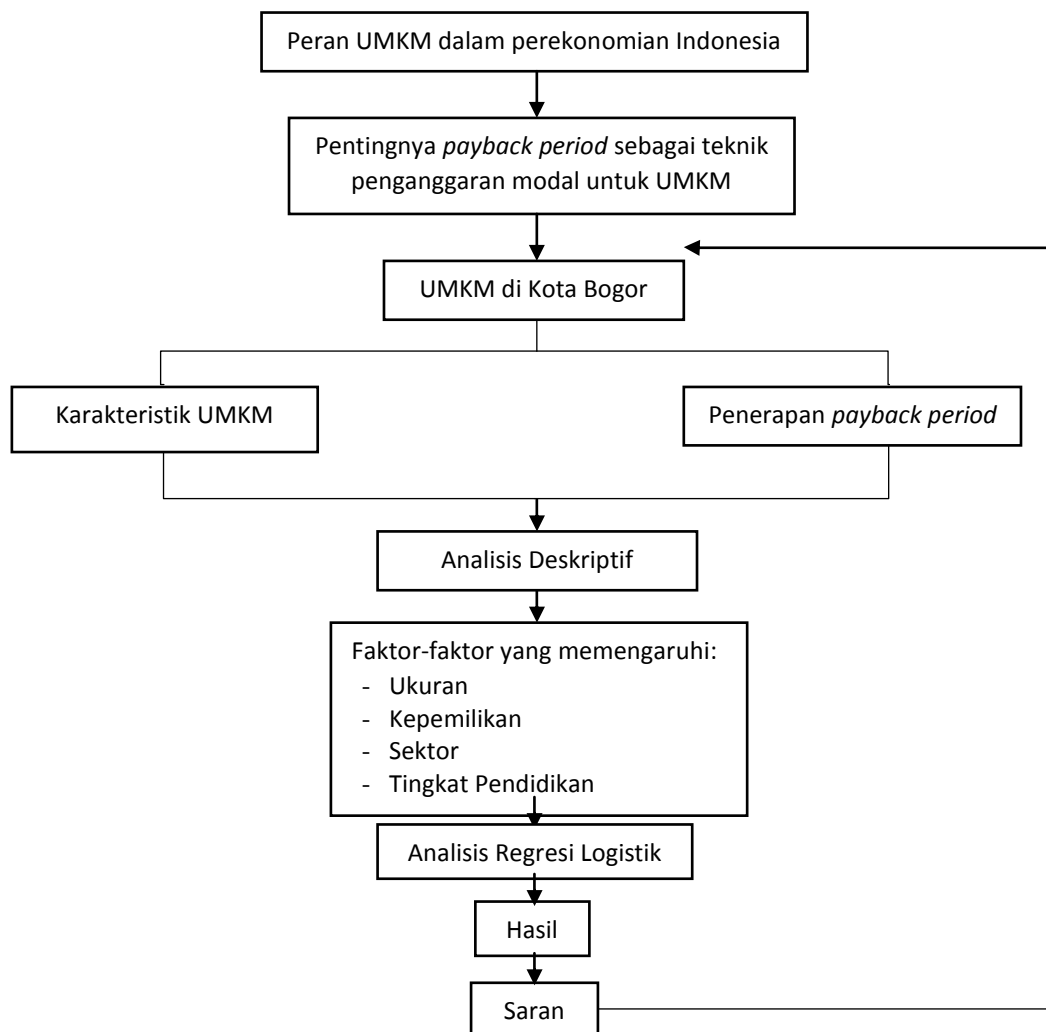 Peran UMKM dalam perekonomian Indonesia
Pentingnya payback period sebagai teknik
penganggaran modal untuk UMKM
UMKM di Kota Bogor
Karakteristik UMKM
Penerapan payback period
Analisis Deskriptif
Faktor-faktor yang memengaruhi:
- Ukuran
- Kepemilikan
- Sektor
- Tingkat Pendidikan
Analisis Regresi Logistik
Hasil
Saran